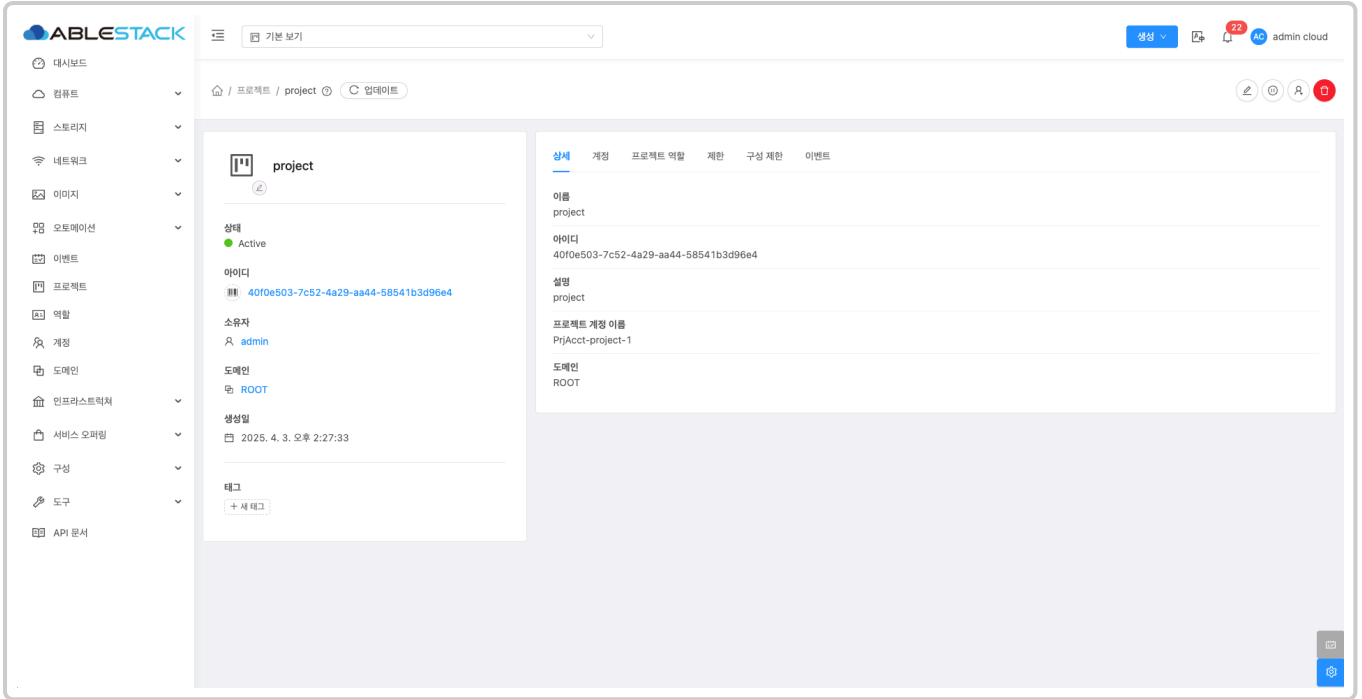 ABLESTACK
기본 보기
생성
22
AC
admin cloud
대시보드
컴퓨트
스토리지
네트워크
이미지
오토메이션
이벤트
프로젝트
역할
계정
도메인
인프라스트럭쳐
서비스 오퍼링
구성
도구
API 문서
/ 프로젝트 / project
업데이트
project
상태
Active
아이디
40f0e503-7c52-4a29-aa44-58541b3d96e4
소유자
admin
도메인
ROOT
생성일
2025. 4. 3. 오후 2:27:33
태그
+ 새 태그
상세 계정 프로젝트 역할 제한 구성 제한 이벤트
이름
project
아이디
40f0e503-7c52-4a29-aa44-58541b3d96e4
설명
project
프로젝트 계정 이름
PrjAcct-project-1
도메인
ROOT